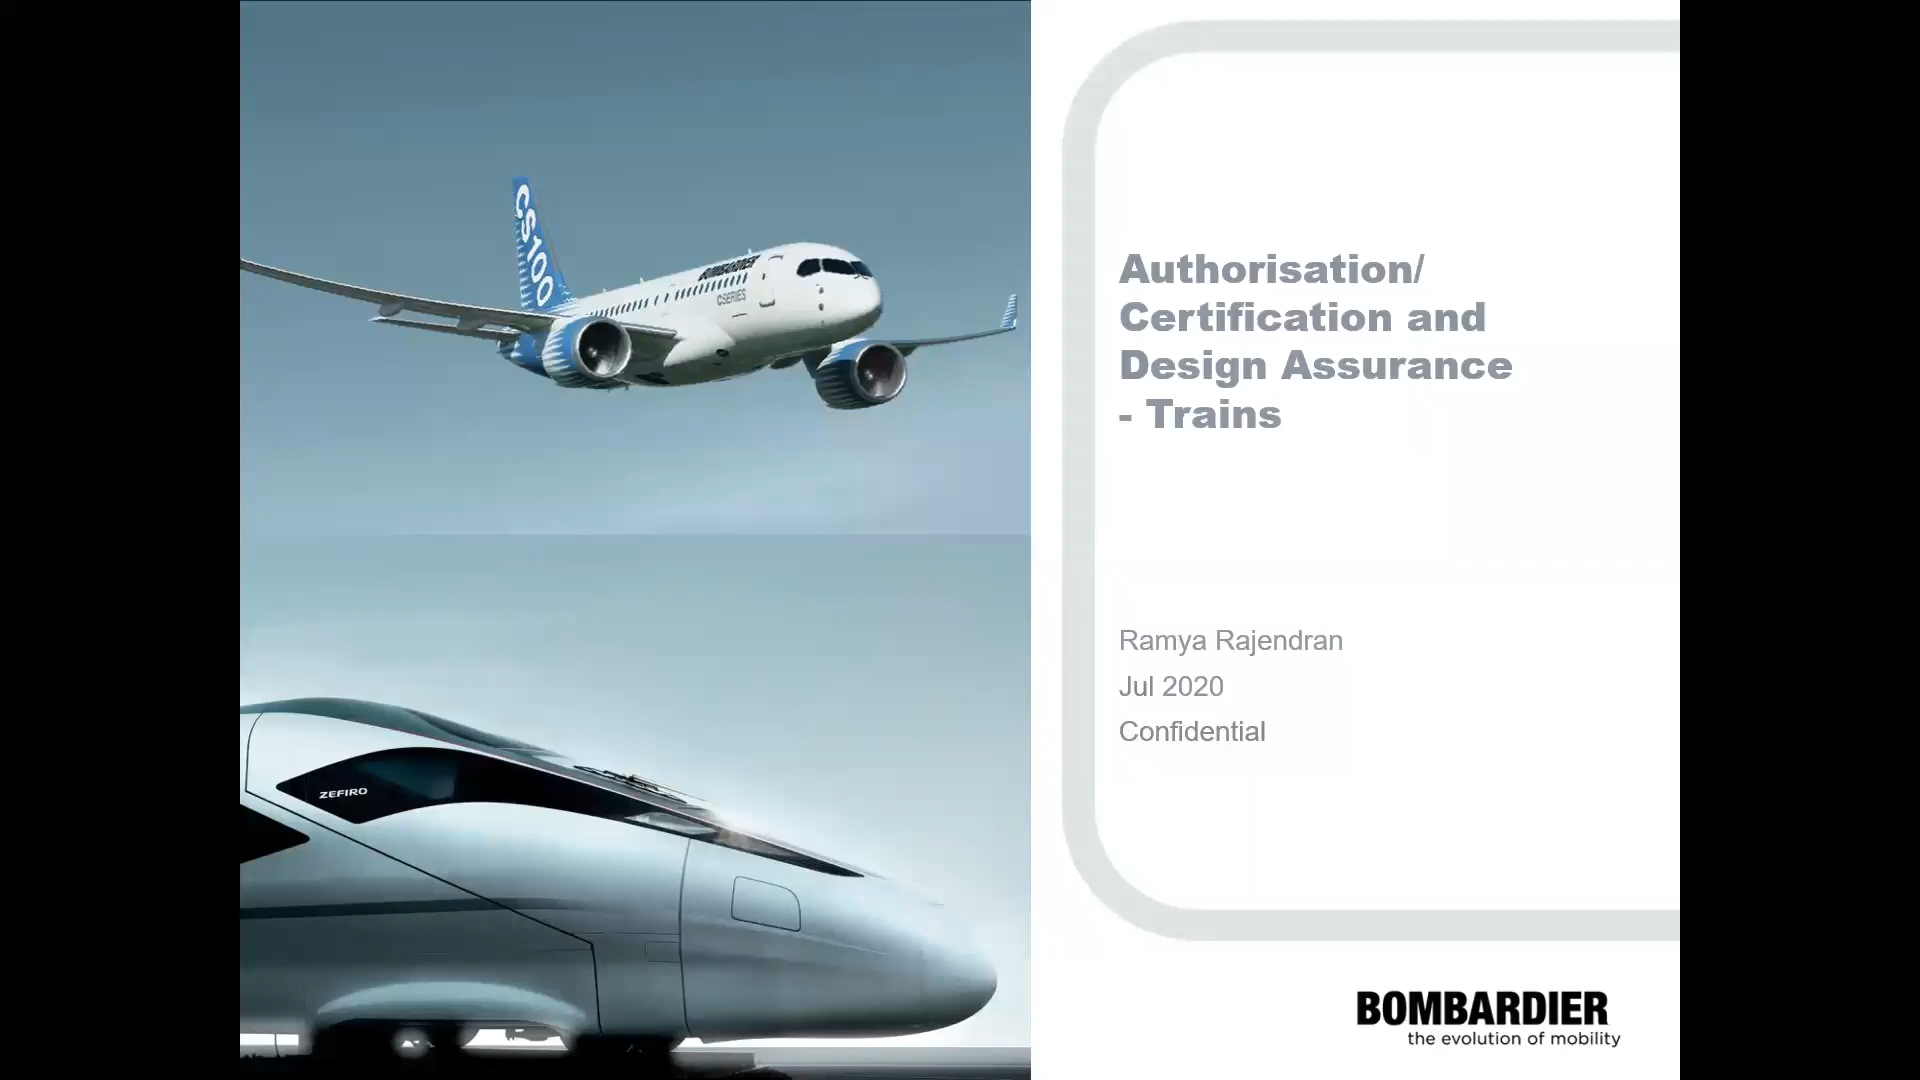 CS100
BOMBARDIER
CSERIES
ZEFIRO
Authorisation/
Certification and
Design Assurance
- Trains
Ramya Rajendran
Jul 2020
Confidential
BOMBARDIER
the evolution of mobility